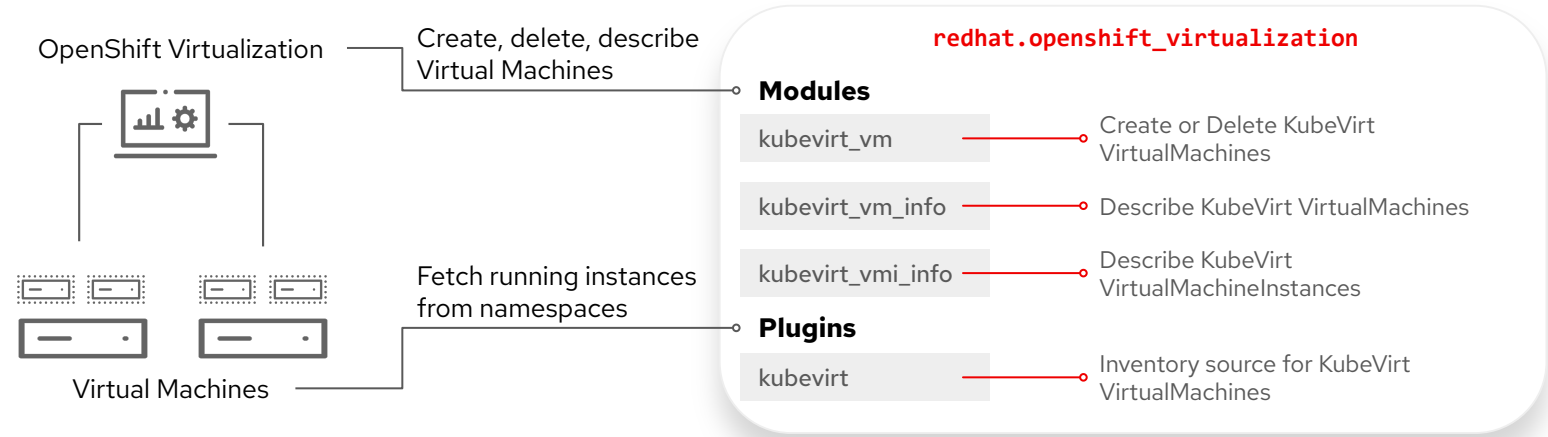 OpenShift Virtualization
Create, delete, describe
Virtual Machines
Fetch running instances
from namespaces
Virtual Machines
redhat.openshift_virtualization
Modules
kubevirt_vm
Create or Delete KubeVirt
VirtualMachines
kubevirt_vm_info
Describe KubeVirt VirtualMachines
kubevirt_vmi_info
Describe KubeVirt
VirtualMachineInstances
Plugins
kubevirt
Inventory source for KubeVirt
VirtualMachines